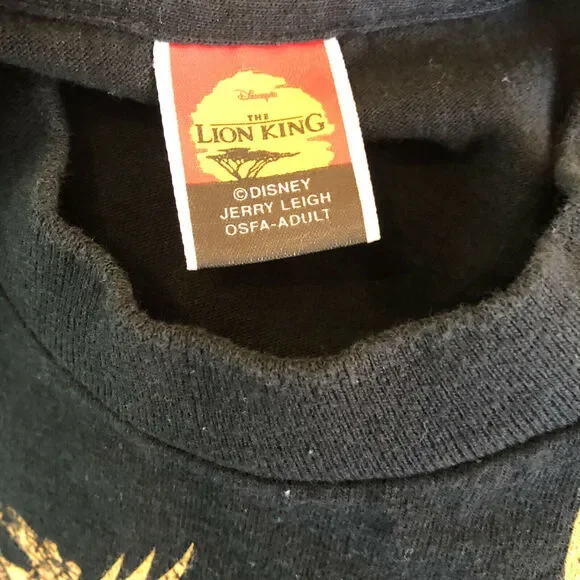 Disney's
THE
LION KING
©DISNEY
JERRY LEIGH
OSFA-ADULT